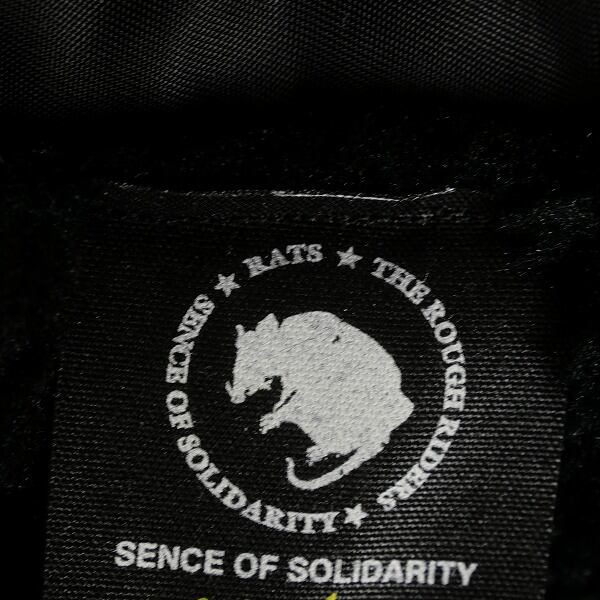 ★ RATS ★ THE ROUGH RIDERS ★ SENCE OF SOLIDARITY
SENCE OF SOLIDARITY